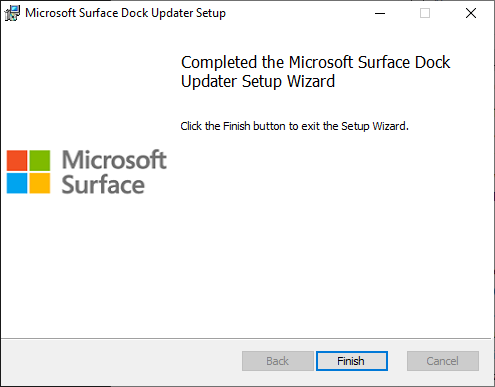 Microsoft Surface Dock Updater Setup
Completed the Microsoft Surface Dock
Updater Setup Wizard
Click the Finish button to exit the Setup Wizard.
Microsoft
Surface
Back
Finish
Cancel